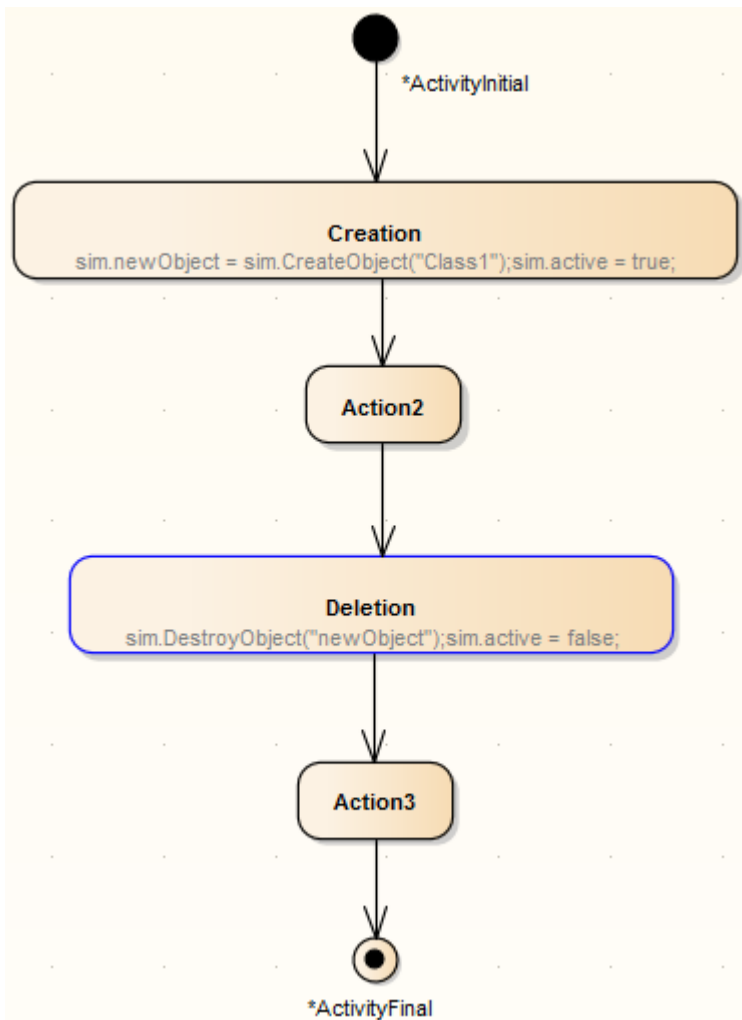 *ActivityInitial
Creation
sim.newObject = sim.CreateObject("Class1");sim.active = true;
Action2
Deletion
sim.DestroyObject("newObject");sim.active = false;
Action3
*ActivityFinal